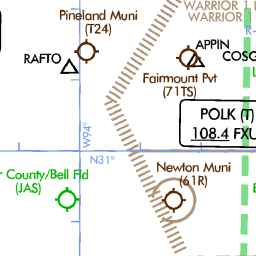 WARRIOR 1
WARRIOR 1
Pineland Muni
(T24)
R-
RAFTO
APPIN
COSG
Fairmount Pvt
(71TS)
POLK (T)
108.4 FXU
W94°
N31°
County/Bell Fld
(JAS)
Newton Muni
(61R)